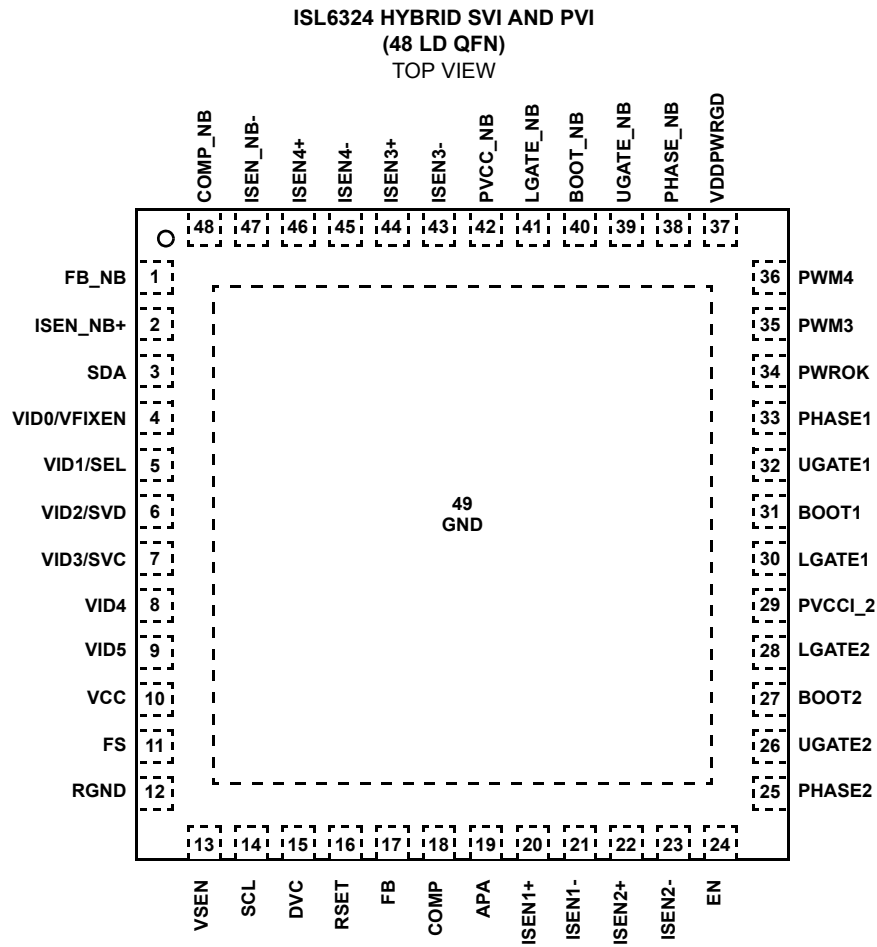 ISL6324 HYBRID SVI AND PVI
(48 LD QFN)
TOP VIEW
COMP_NB
ISEN_NB-
ISEN4+
ISEN4-
ISEN3+
ISEN3-
PVCC_NB
LGATE_NB
BOOT_NB
UGATE_NB
PHASE_NB
VDDPWRGD
48 47 46 45 44 43 42 41 40 39 38 37
FB_NB 1
ISEN_NB+ 2
SDA 3
VID0/VFIXEN 4
VID1/SEL 5
VID2/SVD 6
VID3/SVC 7
VID4 8
VID5 9
VCC 10
FS 11
RGND 12
49
GND
36 PWM4
35 PWM3
34 PWROK
33 PHASE1
32 UGATE1
31 BOOT1
30 LGATE1
29 PVCCI_2
28 LGATE2
27 BOOT2
26 UGATE2
25 PHASE2
13 14 15 16 17 18 19 20 21 22 23 24
VSEN
SCL
DVC
RSET
FB
COMP
APA
ISEN1+
ISEN1-
ISEN2+
ISEN2-
EN